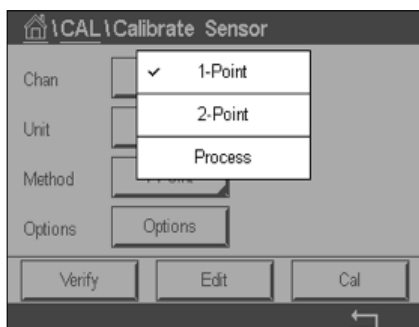 \CAL\Calibrate Sensor
Chan
✓ 1-Point
2-Point
Unit
Process
Method
Options Options
Verify Edit Cal